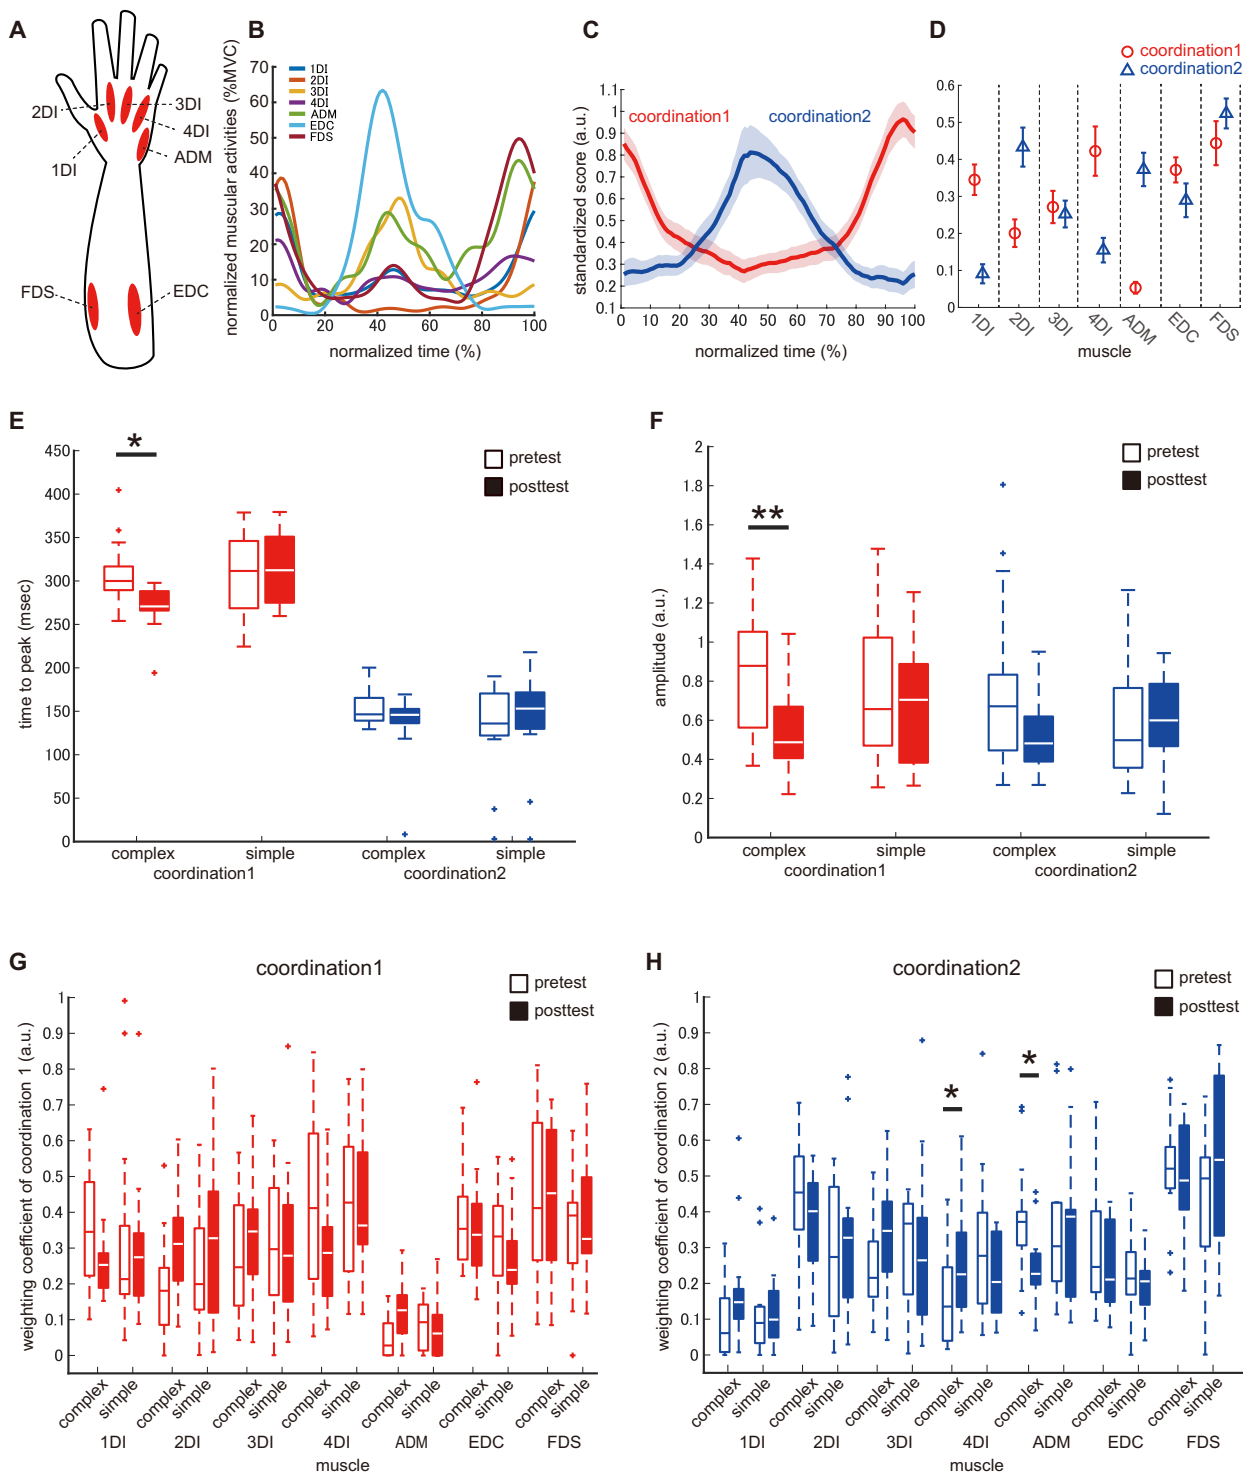 A
2DI
3DI
4DI
1DI
ADM
FDS
EDC
B
normalized muscular activities (%MVC)
70
60
50
40
30
20
10
0
1DI
2DI
3DI
4DI
ADM
EDC
FDS
0 20 40 60 80 100
normalized time (%)
C
standardized score (a.u.)
1.1
1
0.9
0.8
0.7
0.6
0.5
0.4
0.3
0.2
0.1
coordination1 coordination2
0 10 20 30 40 50 60 70 80 90 100
normalized time (%)
D
coordination1
coordination2
0.6
0.5
0.4
0.3
0.2
0.1
0
1DI 2DI 3DI 4DI ADM EDC FDS
muscle
E
time to peak (msec)
450
400
350
300
250
200
150
100
50
0
*
pretest
posttest
complex simple complex simple
coordination1 coordination2
F
amplitude (a.u.)
2
1.8
1.6
1.4
1.2
1
0.8
0.6
0.4
0.2
0
**
pretest
posttest
complex simple complex simple
coordination1 coordination2
G
coordination1
pretest
posttest
weighting coefficient of coordination 1 (a.u.)
1
0.9
0.8
0.7
0.6
0.5
0.4
0.3
0.2
0.1
0
complex simple complex simple complex simple complex simple complex simple complex simple complex simple
1DI 2DI 3DI 4DI ADM EDC FDS
muscle
H
coordination2
pretest
posttest
weighting coefficient of coordination 2 (a.u.)
1
0.9
0.8
0.7
0.6
0.5
0.4
0.3
0.2
0.1
0
*
*
complex simple complex simple complex simple complex simple complex simple complex simple complex simple
1DI 2DI 3DI 4DI ADM EDC FDS
muscle